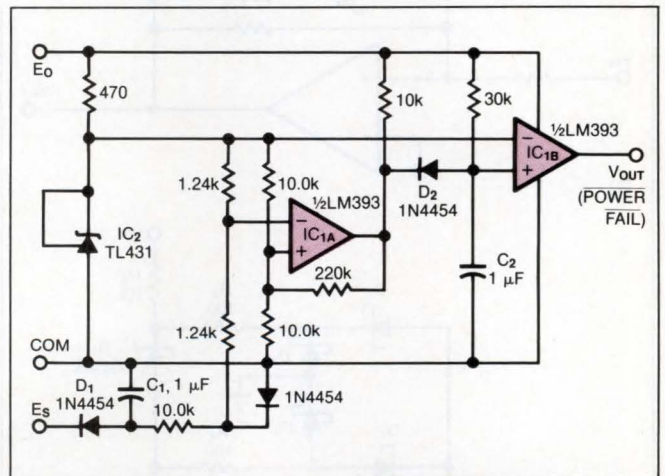 E₀
470
10k
30k
½LM393
IC1B
VOUT
(POWER
FAIL)
1.24k
10.0k
½LM393
IC1A
D2
1N4454
IC2
TL431
220k
C2
1 μF
1.24k
10.0k
COM
D1
1N4454
C1, 1 μF
1N4454
ES
10.0k